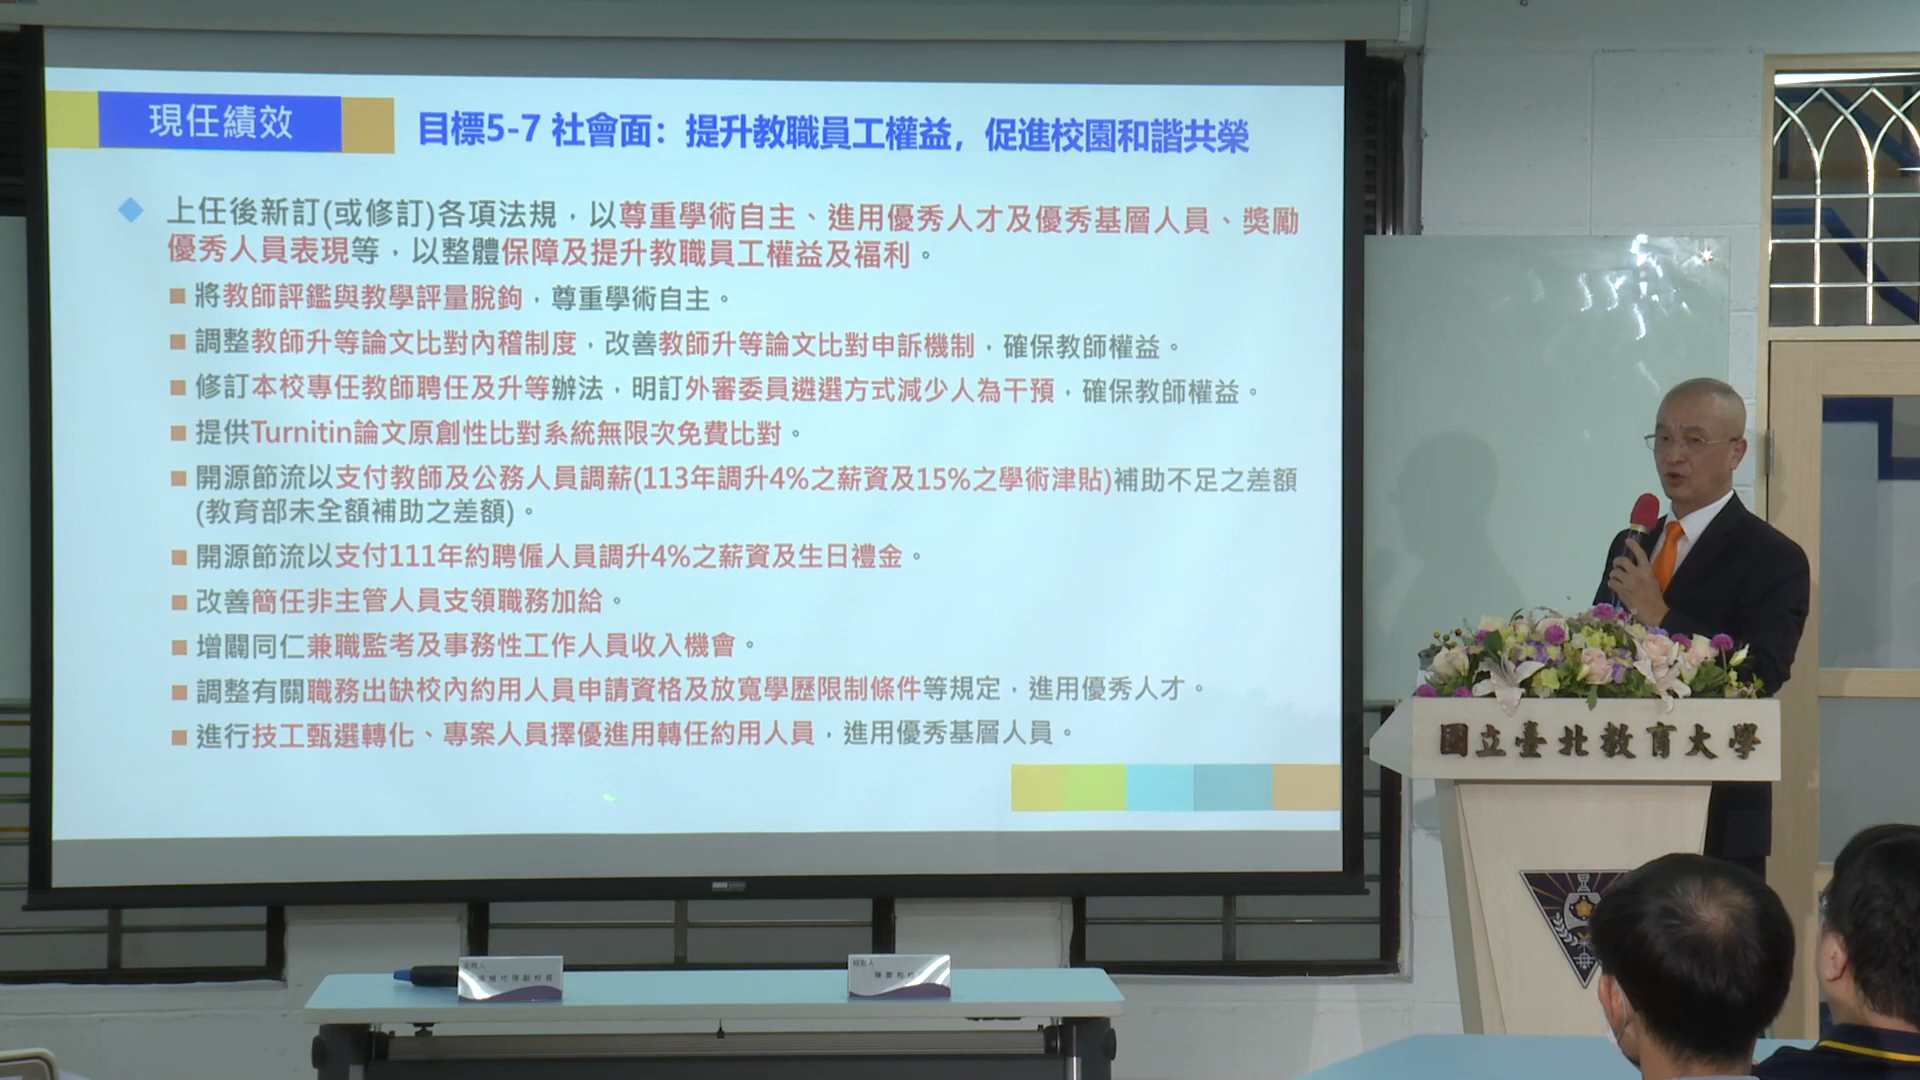 現任績效
目標5-7 社會面：提升教職員工權益，促進校園和諧共榮
上任後新訂(或修訂)各項法規，以尊重學術自主、進用優秀人才及優秀基層人員、獎勵
優秀人員表現等，以整體保障及提升教職員工權益及福利。
將教師評鑑與教學評量脫鉤，尊重學術自主。
調整教師升等論文比對內稽制度，改善教師升等論文比對申訴機制，確保教師權益。
修訂本校專任教師聘任及升等辦法，明訂外審委員遴選方式減少人為干預，確保教師權益。
提供Turnitin論文原創性比對系統無限次免費比對。
開源節流以支付教師及公務人員調薪(113年調升4%之薪資及15%之學術津貼)補助不足之差額
(教育部未全額補助之差額)。
開源節流以支付111年約聘僱人員調升4%之薪資及生日禮金。
改善簡任非主管人員支領職務加給。
增闢同仁兼職監考及事務性工作人員收入機會。
調整有關職務出缺校內約用人員申請資格及放寬學歷限制條件等規定，進用優秀人才。
進行技工甄選轉化、專案人員擇優進用轉任約用人員，進用優秀基層人員。
國立臺北教育大學